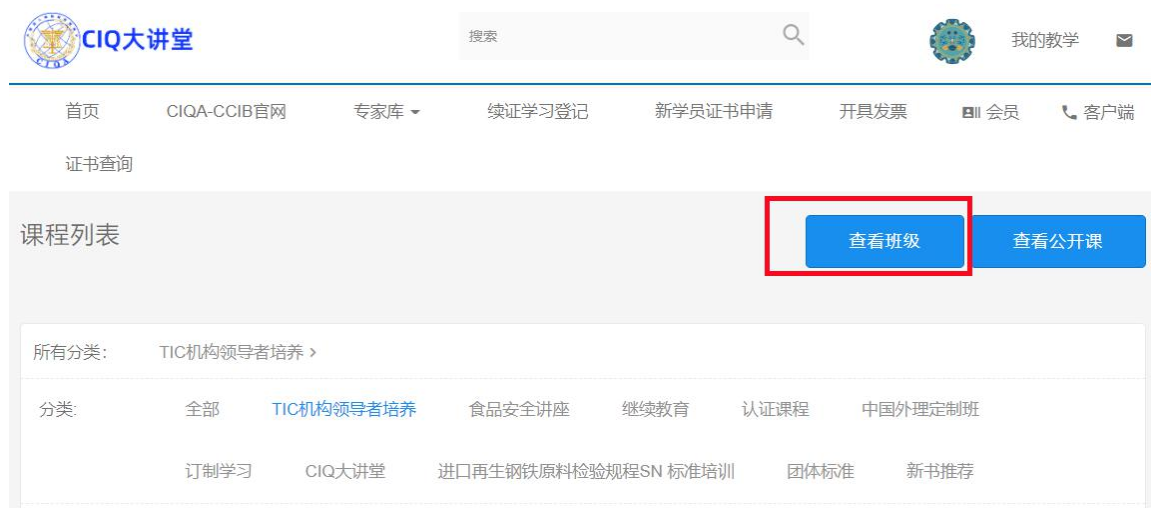 CIQ大讲堂 搜索 我的教学
CIQA
首页 CIQA-CCIB官网 专家库 续证学习登记 新学员证书申请 开具发票 会员 客户端
证书查询
课程列表 查看班级 查看公开课
所有分类： TIC机构领导者培养 >
分类: 全部 TIC机构领导者培养 食品安全讲座 继续教育 认证课程 中国外理定制班
订制学习 CIQ大讲堂 进口再生钢铁原料检验规程SN 标准培训 团体标准 新书推荐